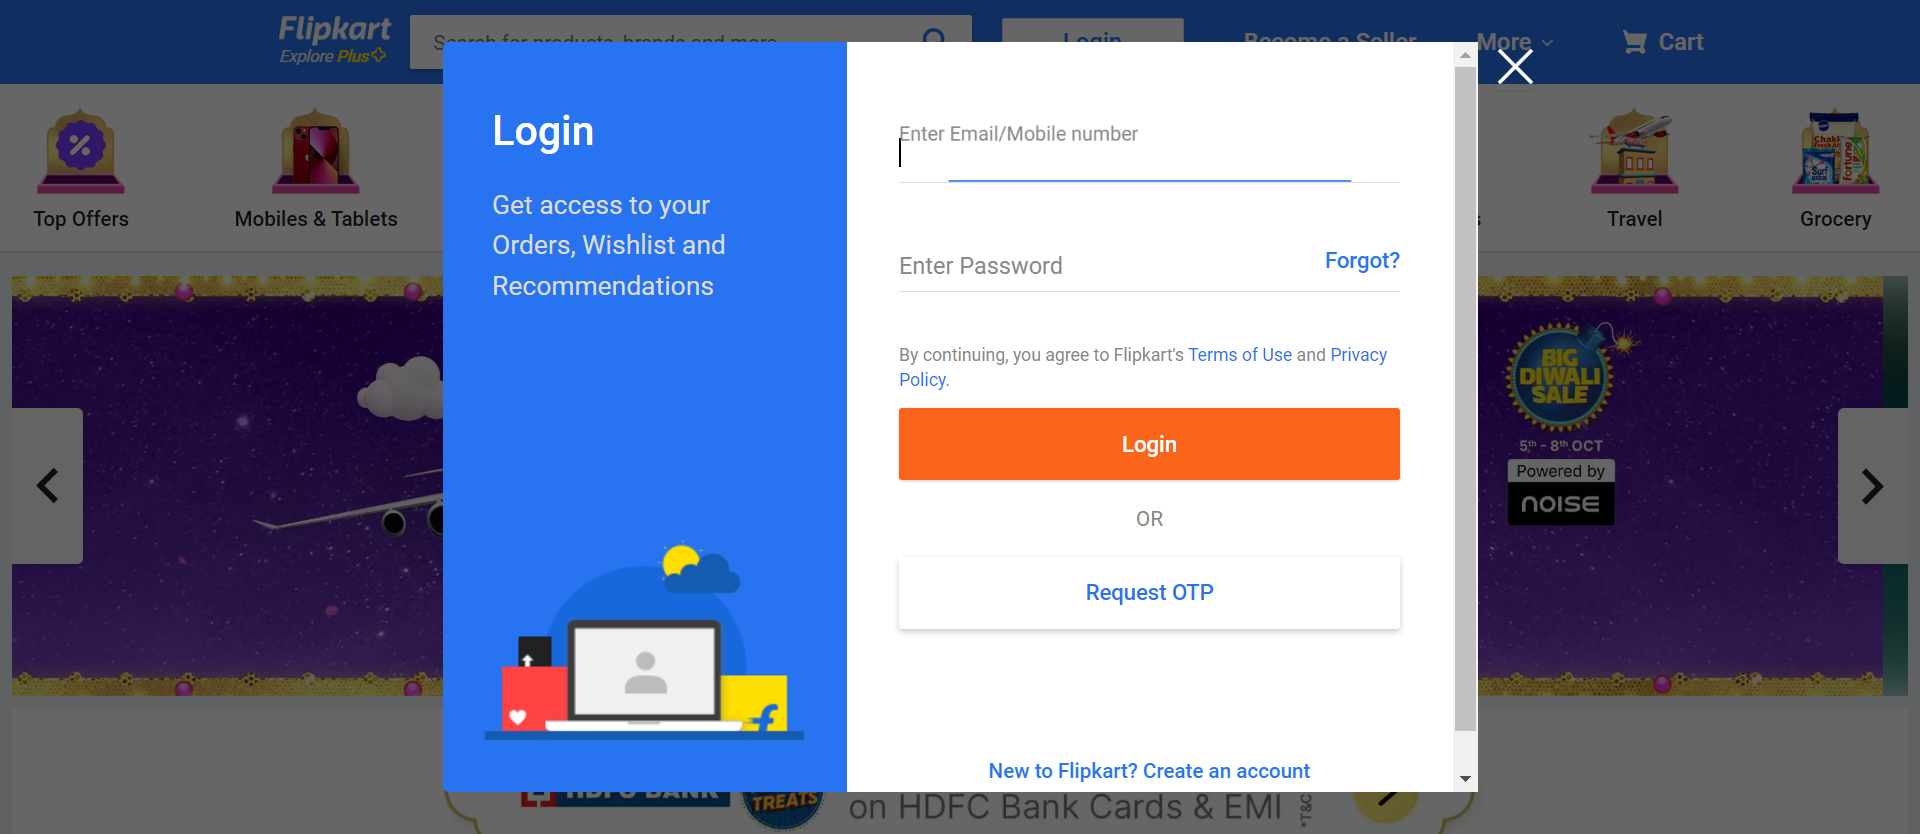 Flipkart
Explore Plus
Search for products, brands and more
Login
Become a Seller
More
Cart
Top Offers
Mobiles & Tablets
Travel
Grocery
Login
Get access to your
Orders, Wishlist and
Recommendations
Enter Email/Mobile number
Enter Password
Forgot?
By continuing, you agree to Flipkart's Terms of Use and Privacy
Policy.
Login
OR
Request OTP
New to Flipkart? Create an account
BIG
DIWALI
SALE
5th - 8th OCT
Powered by
noise
HDFC BANK
TREATS
on HDFC Bank Cards & EMI
*T&C